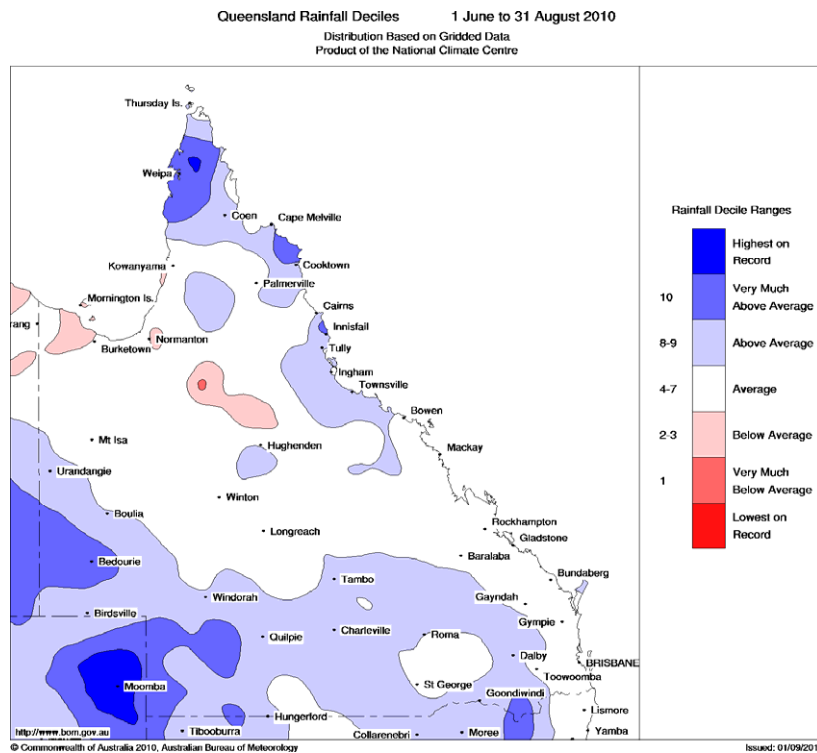 Queensland Rainfall Deciles 1 June to 31 August 2010
Distribution Based on Gridded Data
Product of the National Climate Centre
Thursday Is.
Weipa
Coen
Cape Melville
Kowanyama
Cooktown
Palmerville
Mornington Is.
Cairns
rang
Normanton
Innisfail
Burketown
Tully
Ingham
Townsville
Bowen
Mt Isa
Hughenden
Mackay
Urandangie
Winton
Boulia
Longreach
Rockhampton
Gladstone
Baralaba
Bedourie
Tambo
Bundaberg
Windorah
Gayndah
Birdsville
Gympie
Quilpie
Charleville
Roma
Dalby
BRISBANE
Toowoomba
Moomba
St George
Goondiwindi
Hungerford
Lismore
http://www.bom.gov.au
Tibooburra
Collarenebri
Moree
Yamba
Rainfall Decile Ranges
Highest on
Record
10 Very Much
Above Average
8-9 Above Average
4-7 Average
2-3 Below Average
1 Very Much
Below Average
Lowest on
Record
© Commonwealth of Australia 2010, Australian Bureau of Meteorology
Issued: 01/09/201